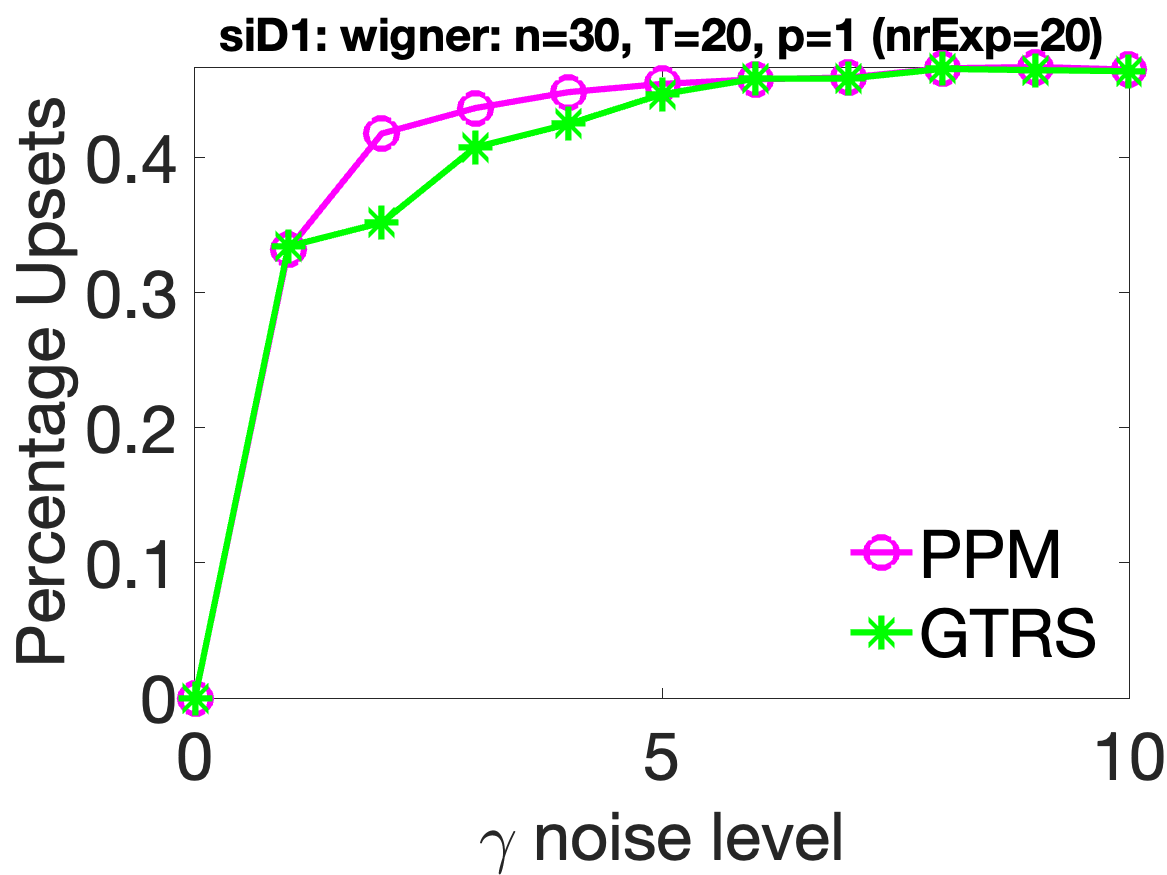 siD1: wigner: n=30, T=20, p=1 (nrExp=20)
Percentage Upsets
0.4
0.3
0.2
0.1
0
0 5 10
γ noise level
PPM
GTRS